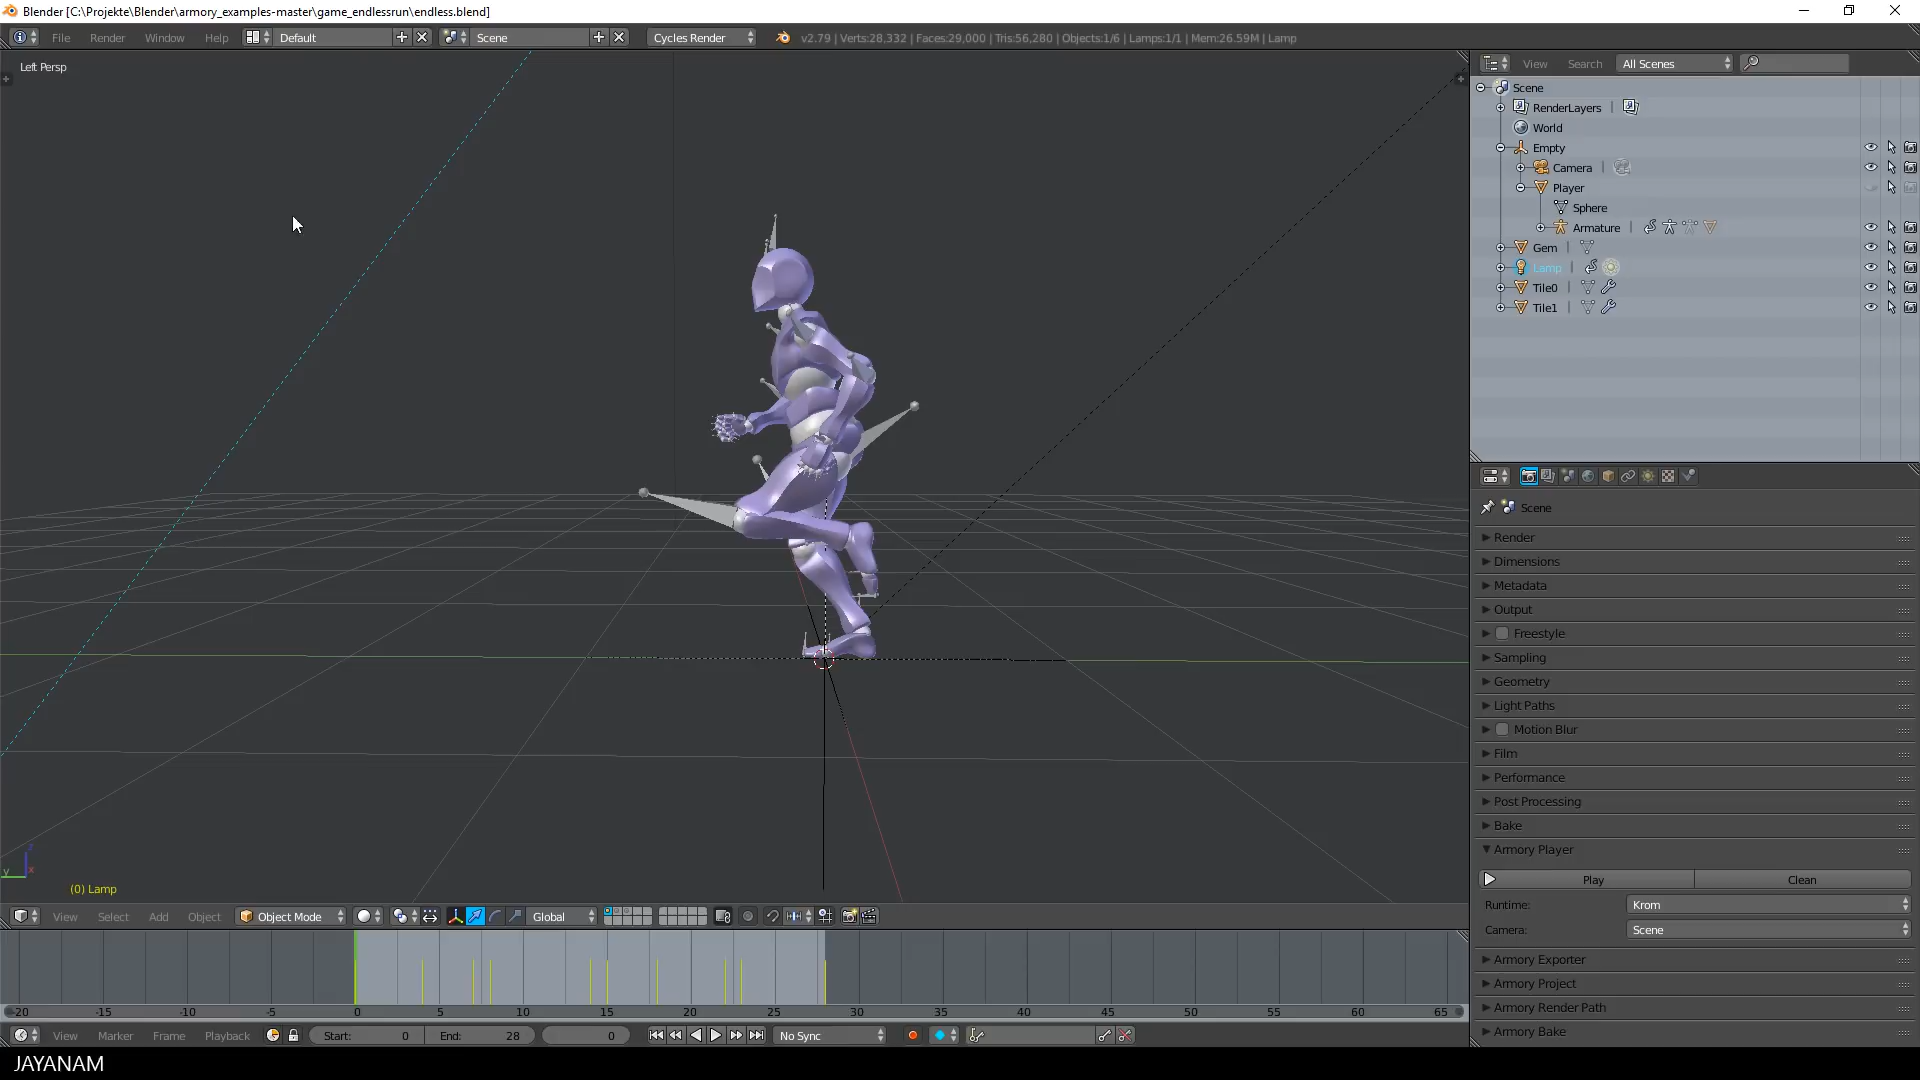 Blender [C:\Projekte\Blender\armory_examples-master\game_endlessrun\endless.blend]
File Render Window Help Default Scene Cycles Render v2.79 | Verts:28,332 | Faces:29,000 | Tris:56,280 | Objects:1/6 | Lamps:1/1 | Mem:26.59M | Lamp
Left Persp
View Search All Scenes
Scene
RenderLayers
World
Empty
Camera
Player
Sphere
Armature
Gem
Lamp
Tile0
Tile1
Scene
Render
Dimensions
Metadata
Output
Freestyle
Sampling
Geometry
Light Paths
Motion Blur
Film
Performance
Post Processing
Bake
Armory Player
Play Clean
Runtime: Krom
Camera: Scene
Armory Exporter
Armory Project
Armory Render Path
Armory Bake
z
y x
(0) Lamp
View Select Add Object Object Mode Global
-20 -15 -10 -5 0 5 10 15 20 25 30 35 40 45 50 55 60 65
View Marker Frame Playback Start: 0 End: 28 0 No Sync
JAYANAM